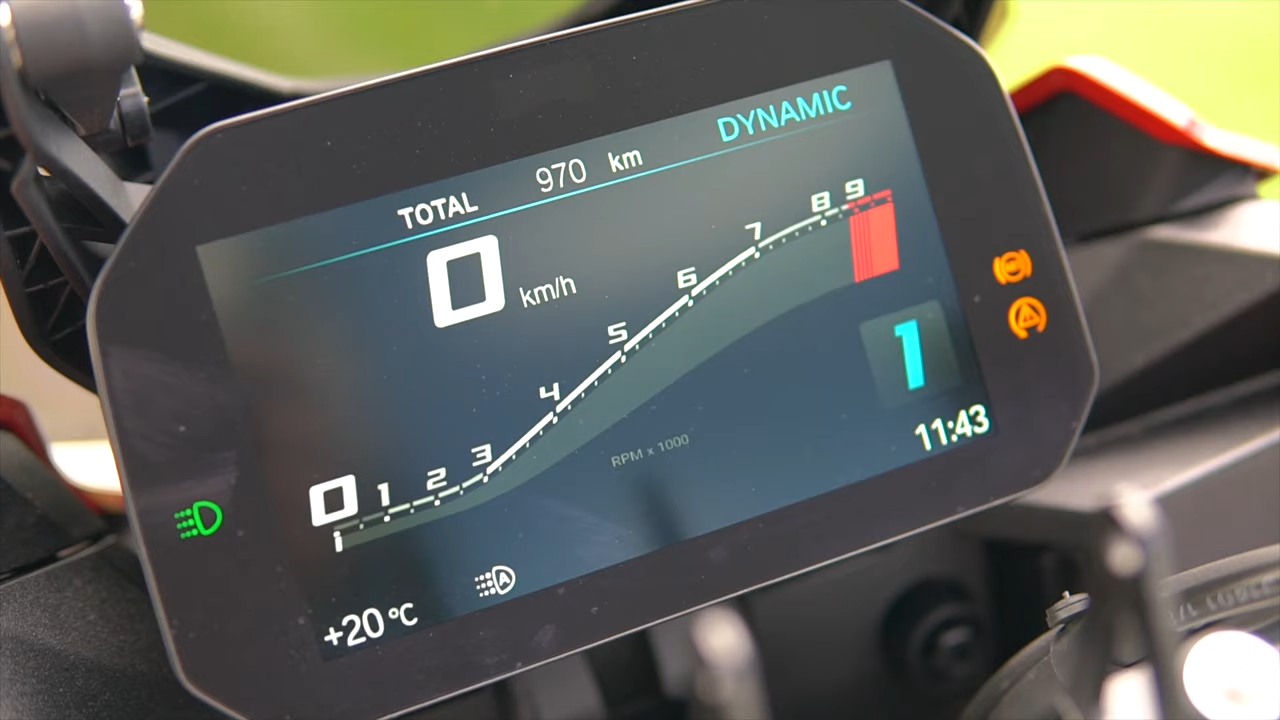 TOTAL 970 km DYNAMIC
0 km/h
0 1 2 3 4 5 6 7 8 9
RPM x 1000
1
11:43
A
+20 °C